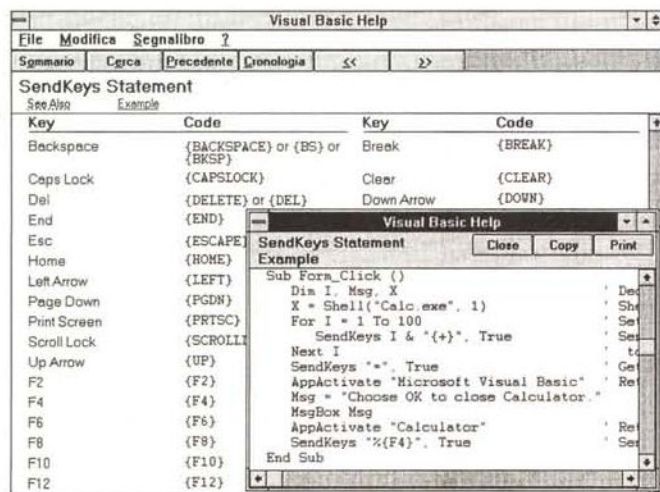 Visual Basic Help
File Modifica Segnalibro ?
Sommario Cerca Precedente Cronologia << >>
SendKeys Statement
See Also Example
Key Code Key Code
Backspace {BACKSPACE} or {BS} or {BKSP} Break {BREAK}
Caps Lock {CAPSLOCK} Clear {CLEAR}
Del {DELETE} or {DEL} Down Arrow {DOWN}
End {END}
Esc {ESCAPE}
Home {HOME}
Left Arrow {LEFT}
Page Down {PGDN}
Print Screen {PRTSC}
Scroll Lock
Up Arrow {UP}
F2 {F2}
F4 {F4}
F6 {F6}
F8 {F8}
F10 {F10}
F12 {F12}
Visual Basic Help
SendKeys Statement Close Copy Print
Example
Sub Form_Click ()
Dim I, Msg, X '
X = Shell("Calc.exe", 1) '
For I = 1 To 100 '
SendKeys I & "{+}", True '
Next I '
SendKeys "=", True '
AppActivate "Microsoft Visual Basic" '
Msg = "Choose OK to close Calculator."
MsgBox Msg
AppActivate "Calculator" '
SendKeys "%{F4}", True '
End Sub